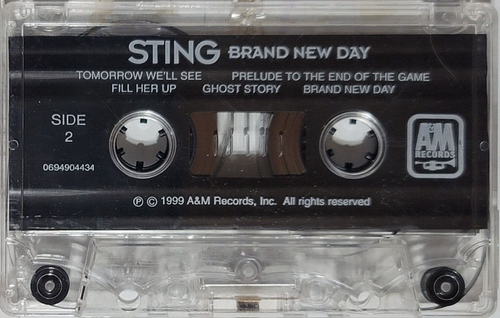 STING BRAND NEW DAY
TOMORROW WE'LL SEE PRELUDE TO THE END OF THE GAME
FILL HER UP GHOST STORY BRAND NEW DAY
SIDE
2
A&M
RECORDS
0694904434
℗ © 1999 A&M Records, Inc. All rights reserved